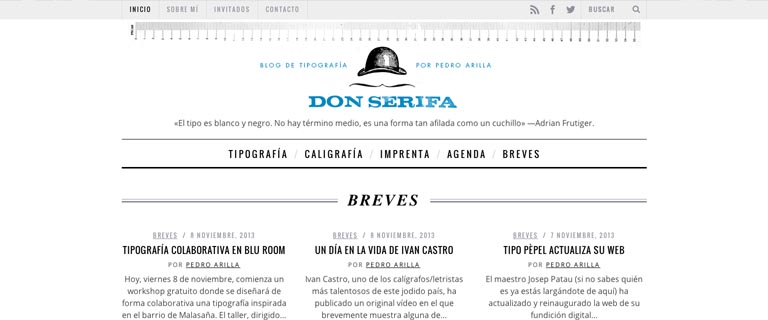 INICIO SOBRE MÍ INVITADOS CONTACTO BUSCAR
BLOG DE TIPOGRAFÍA POR PEDRO ARILLA
DON SERIFA
«El tipo es blanco y negro. No hay término medio, es una forma tan afilada como un cuchillo» —Adrian Frutiger.
TIPOGRAFÍA / CALIGRAFÍA / IMPRENTA / AGENDA / BREVES
BREVES
BREVES / 8 NOVIEMBRE, 2013
TIPOGRAFÍA COLABORATIVA EN BLU ROOM
POR PEDRO ARILLA
Hoy, viernes 8 de noviembre, comienza un
workshop gratuito donde se diseñará de
forma colaborativa una tipografía inspirada
en el barrio de Malasaña. El taller, dirigido...
BREVES / 8 NOVIEMBRE, 2013
UN DÍA EN LA VIDA DE IVAN CASTRO
POR PEDRO ARILLA
Ivan Castro, uno de los calígrafos/letristas
más talentosos de este jodido país, ha
publicado un original vídeo en el que
brevemente muestra alguna de...
BREVES / 7 NOVIEMBRE, 2013
TIPO PÈPEL ACTUALIZA SU WEB
POR PEDRO ARILLA
El maestro Josep Patau (si no sabes quién
es ya estás largándote de aquí) ha
actualizado y reinaugurado la web de su
fundición digital...